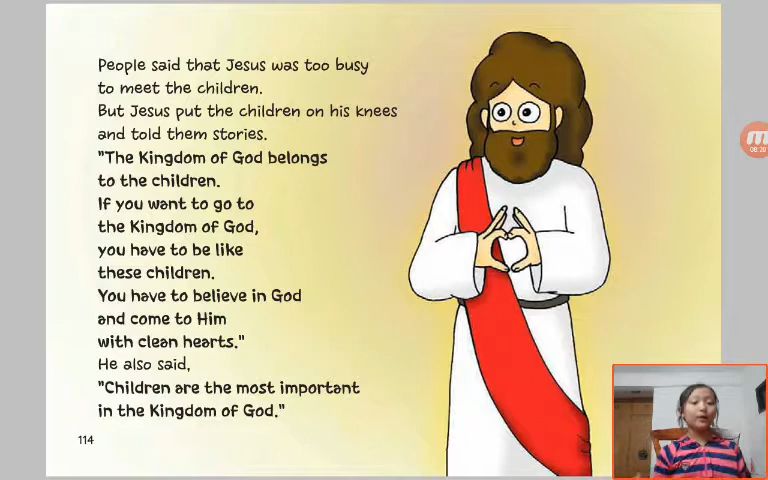 People said that Jesus was too busy
to meet the children.
But Jesus put the children on his knees
and told them stories.
"The Kingdom of God belongs
to the children.
If you want to go to
the Kingdom of God,
you have to be like
these children.
You have to believe in God
and come to Him
with clean hearts."
He also said,
"Children are the most important
in the Kingdom of God."
114